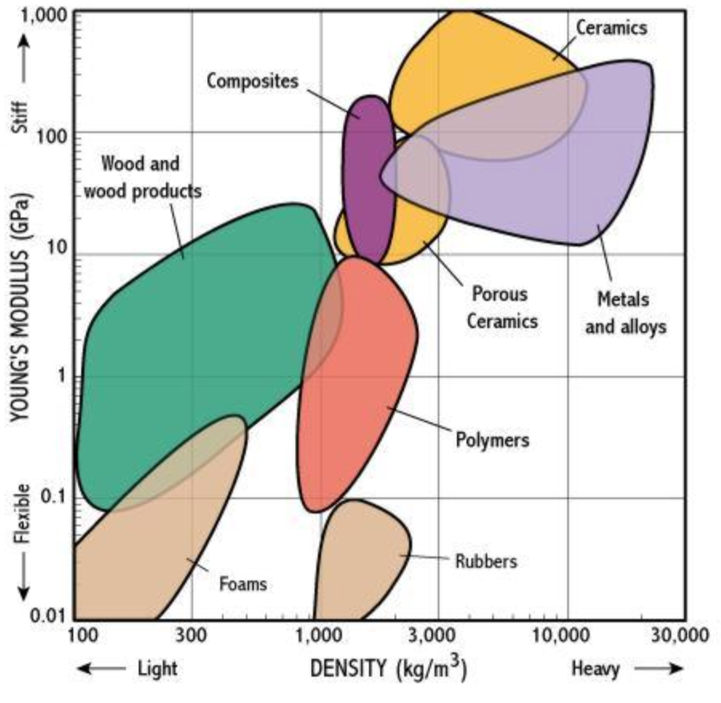 1,000
Ceramics
Composites
Stiff
100
Wood and
wood products
YOUNG'S MODULUS (GPa)
10
Porous
Ceramics
Metals
and alloys
1
Polymers
Flexible
0.1
Rubbers
Foams
0.01
100
300
1,000
3,000
10,000
30,000
Light
DENSITY (kg/m³)
Heavy